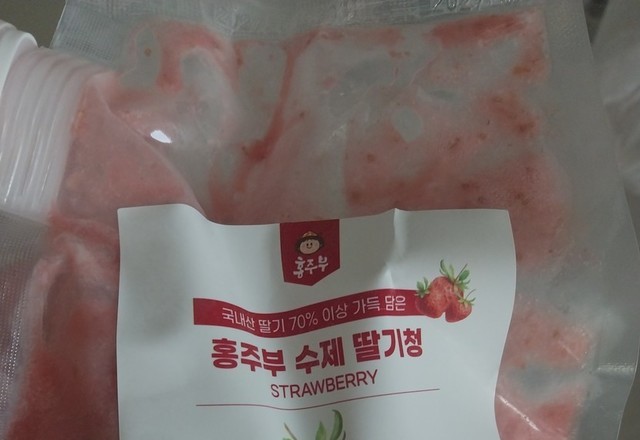 홍주부
국내산 딸기 70% 이상 가득 담은
홍주부 수제 딸기청
STRAWBERRY